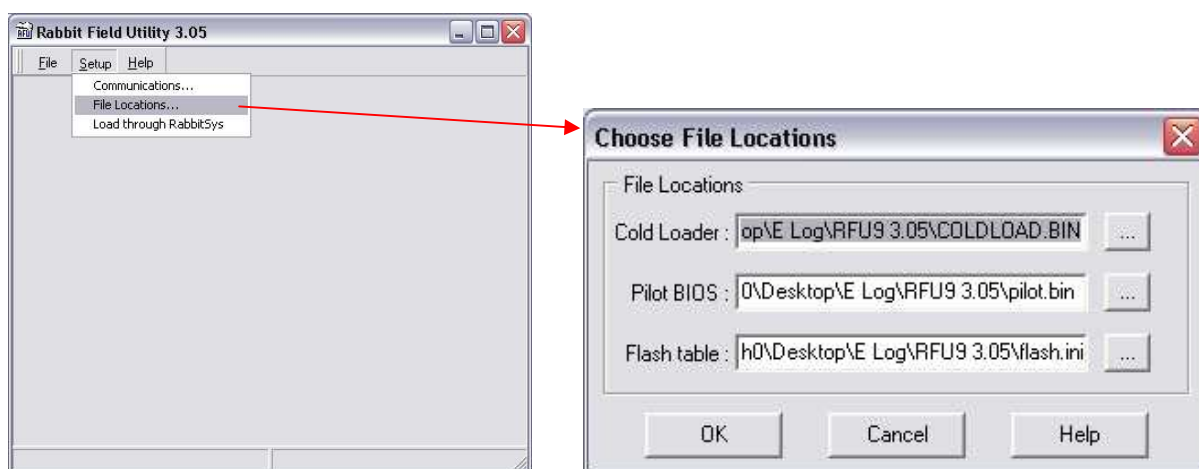 Rabbit Field Utility 3.05
File Setup Help
Communications...
File Locations...
Load through RabbitSys
Choose File Locations
File Locations
Cold Loader : op\E Log\RFU9 3.05\COLDLOAD.BIN ...
Pilot BIOS : 0\Desktop\E Log\RFU9 3.05\pilot.bin ...
Flash table : h0\Desktop\E Log\RFU9 3.05\flash.ini ...
OK Cancel Help